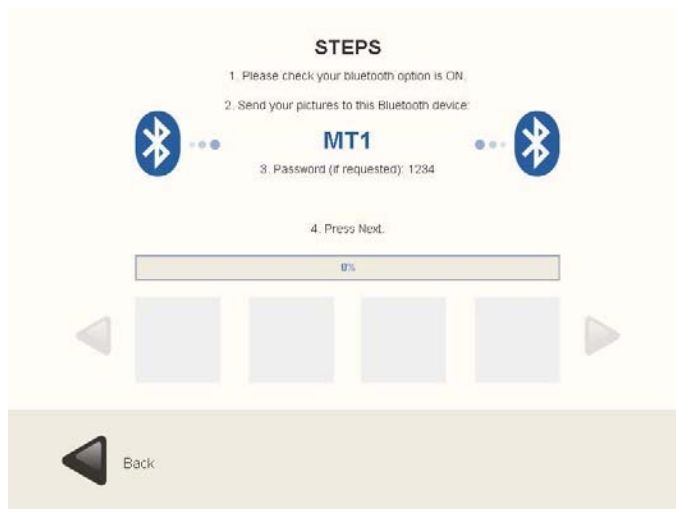 STEPS
1. Please check your bluetooth option is ON.
2. Send your pictures to this Bluetooth device:
MT1
3. Password (if requested): 1234
4. Press Next.
0%
Back